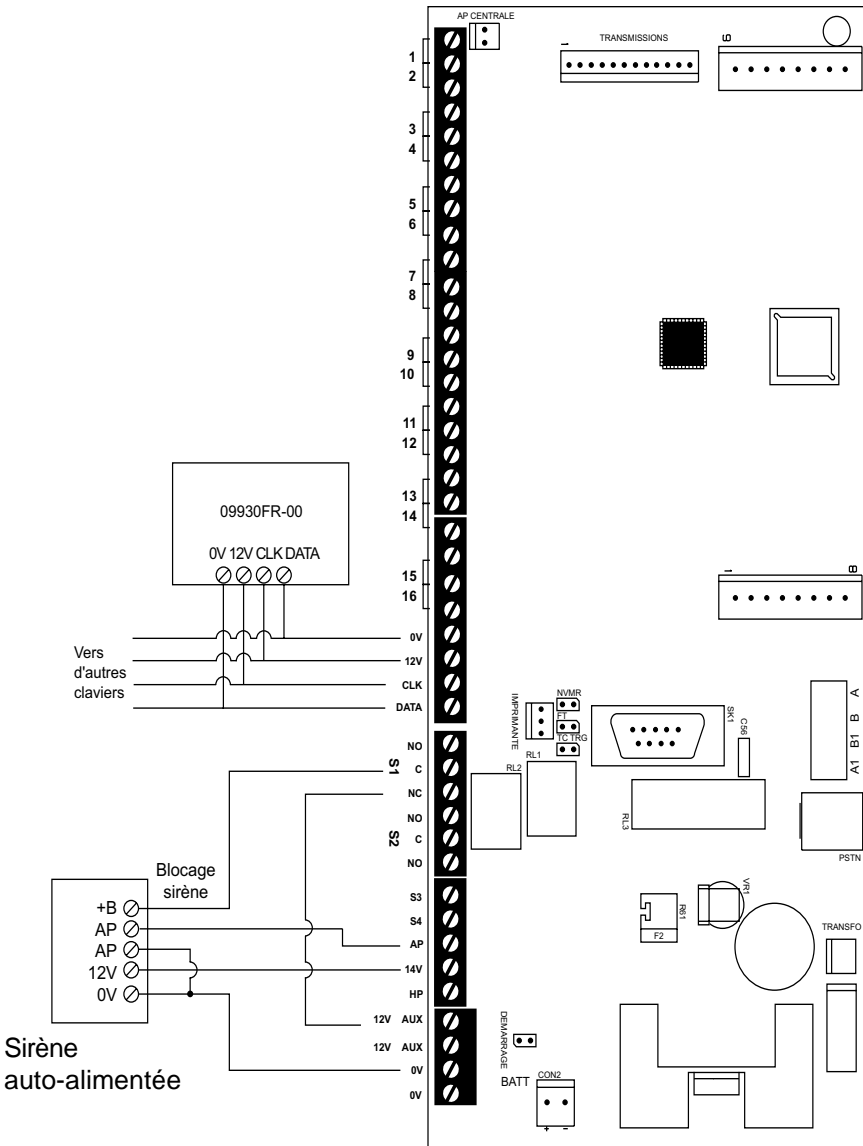 AP CENTRALE
TRANSMISSIONS
1
9
1
2
3
4
5
6
7
8
9
10
11
12
13
14
15
16
09930FR-00
0V 12V CLK DATA
1
8
Vers
d'autres
claviers
0V
12V
CLK
DATA
IMPRIMANTE
NVMR
FT
TC TRG
SK1
C56
A
B
B1
A1
S1
NO
C
NC
S2
NO
C
NO
RL2
RL1
RL3
PSTN
Blocage
sirène
+B
AP
AP
12V
0V
S3
S4
AP
14V
HP
R61
F2
VR1
TRANSFO
12V AUX
12V AUX
0V
0V
DEMARRAGE
BATT
CON2
+ –
Sirène
auto-alimentée